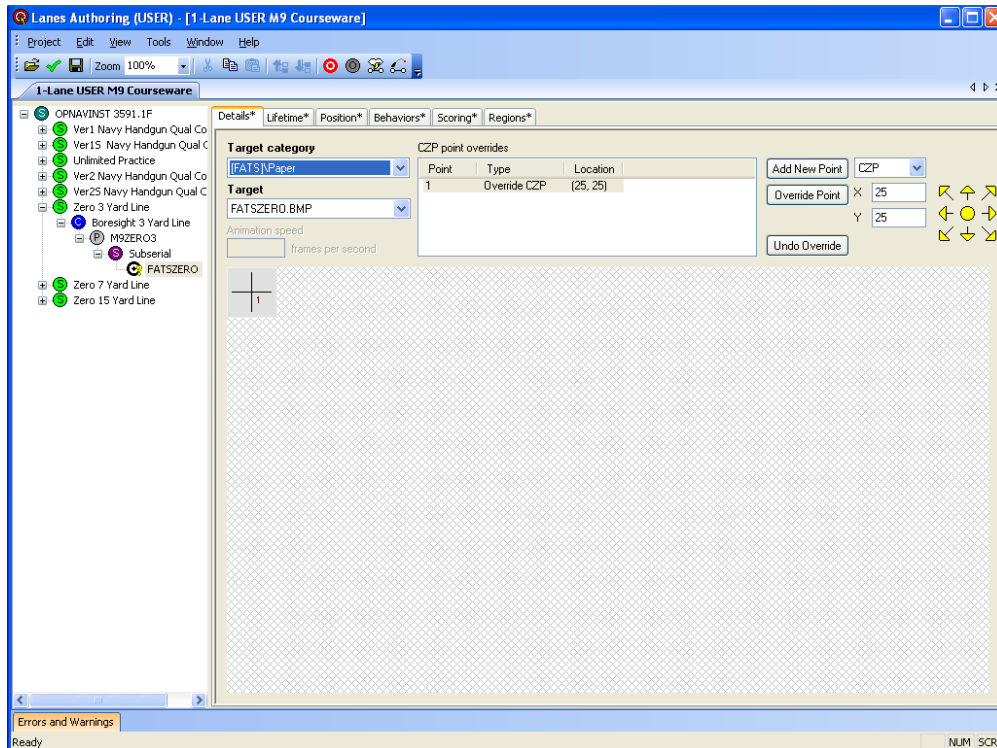 Lanes Authoring (USER) - [1-Lane USER M9 Courseware]
Project Edit View Tools Window Help
Zoom 100%
1-Lane USER M9 Courseware
OPNAVINST 3591.1F
Ver1 Navy Handgun Qual Co
Ver1S Navy Handgun Qual C
Unlimited Practice
Ver2 Navy Handgun Qual Co
Ver2S Navy Handgun Qual C
Zero 3 Yard Line
Boresight 3 Yard Line
M9ZERO3
Subserial
FATSZERO
Zero 7 Yard Line
Zero 15 Yard Line
Details* Lifetime* Position* Behaviors* Scoring* Regions*
Target category
[FATS]\Paper
Target
FATSZERO.BMP
Animation speed
frames per second
CZP point overrides
Point Type Location
1 Override CZP (25, 25)
Add New Point CZP
Override Point X 25
Y 25
Undo Override
1
Errors and Warnings
Ready NUM SCR